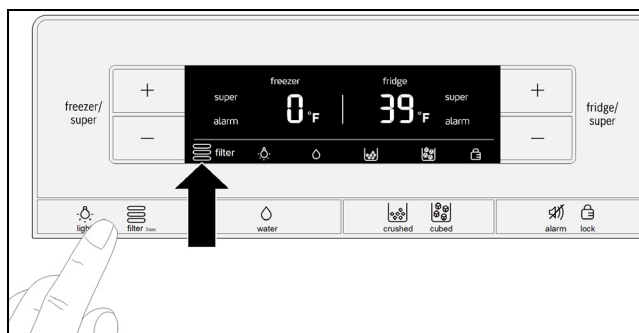 freezer
fridge
super
super
0 °F
39 °F
alarm
alarm
filter
freezer/
super
+
−
+
−
fridge/
super
light
filter 3sec
water
crushed
cubed
alarm
lock